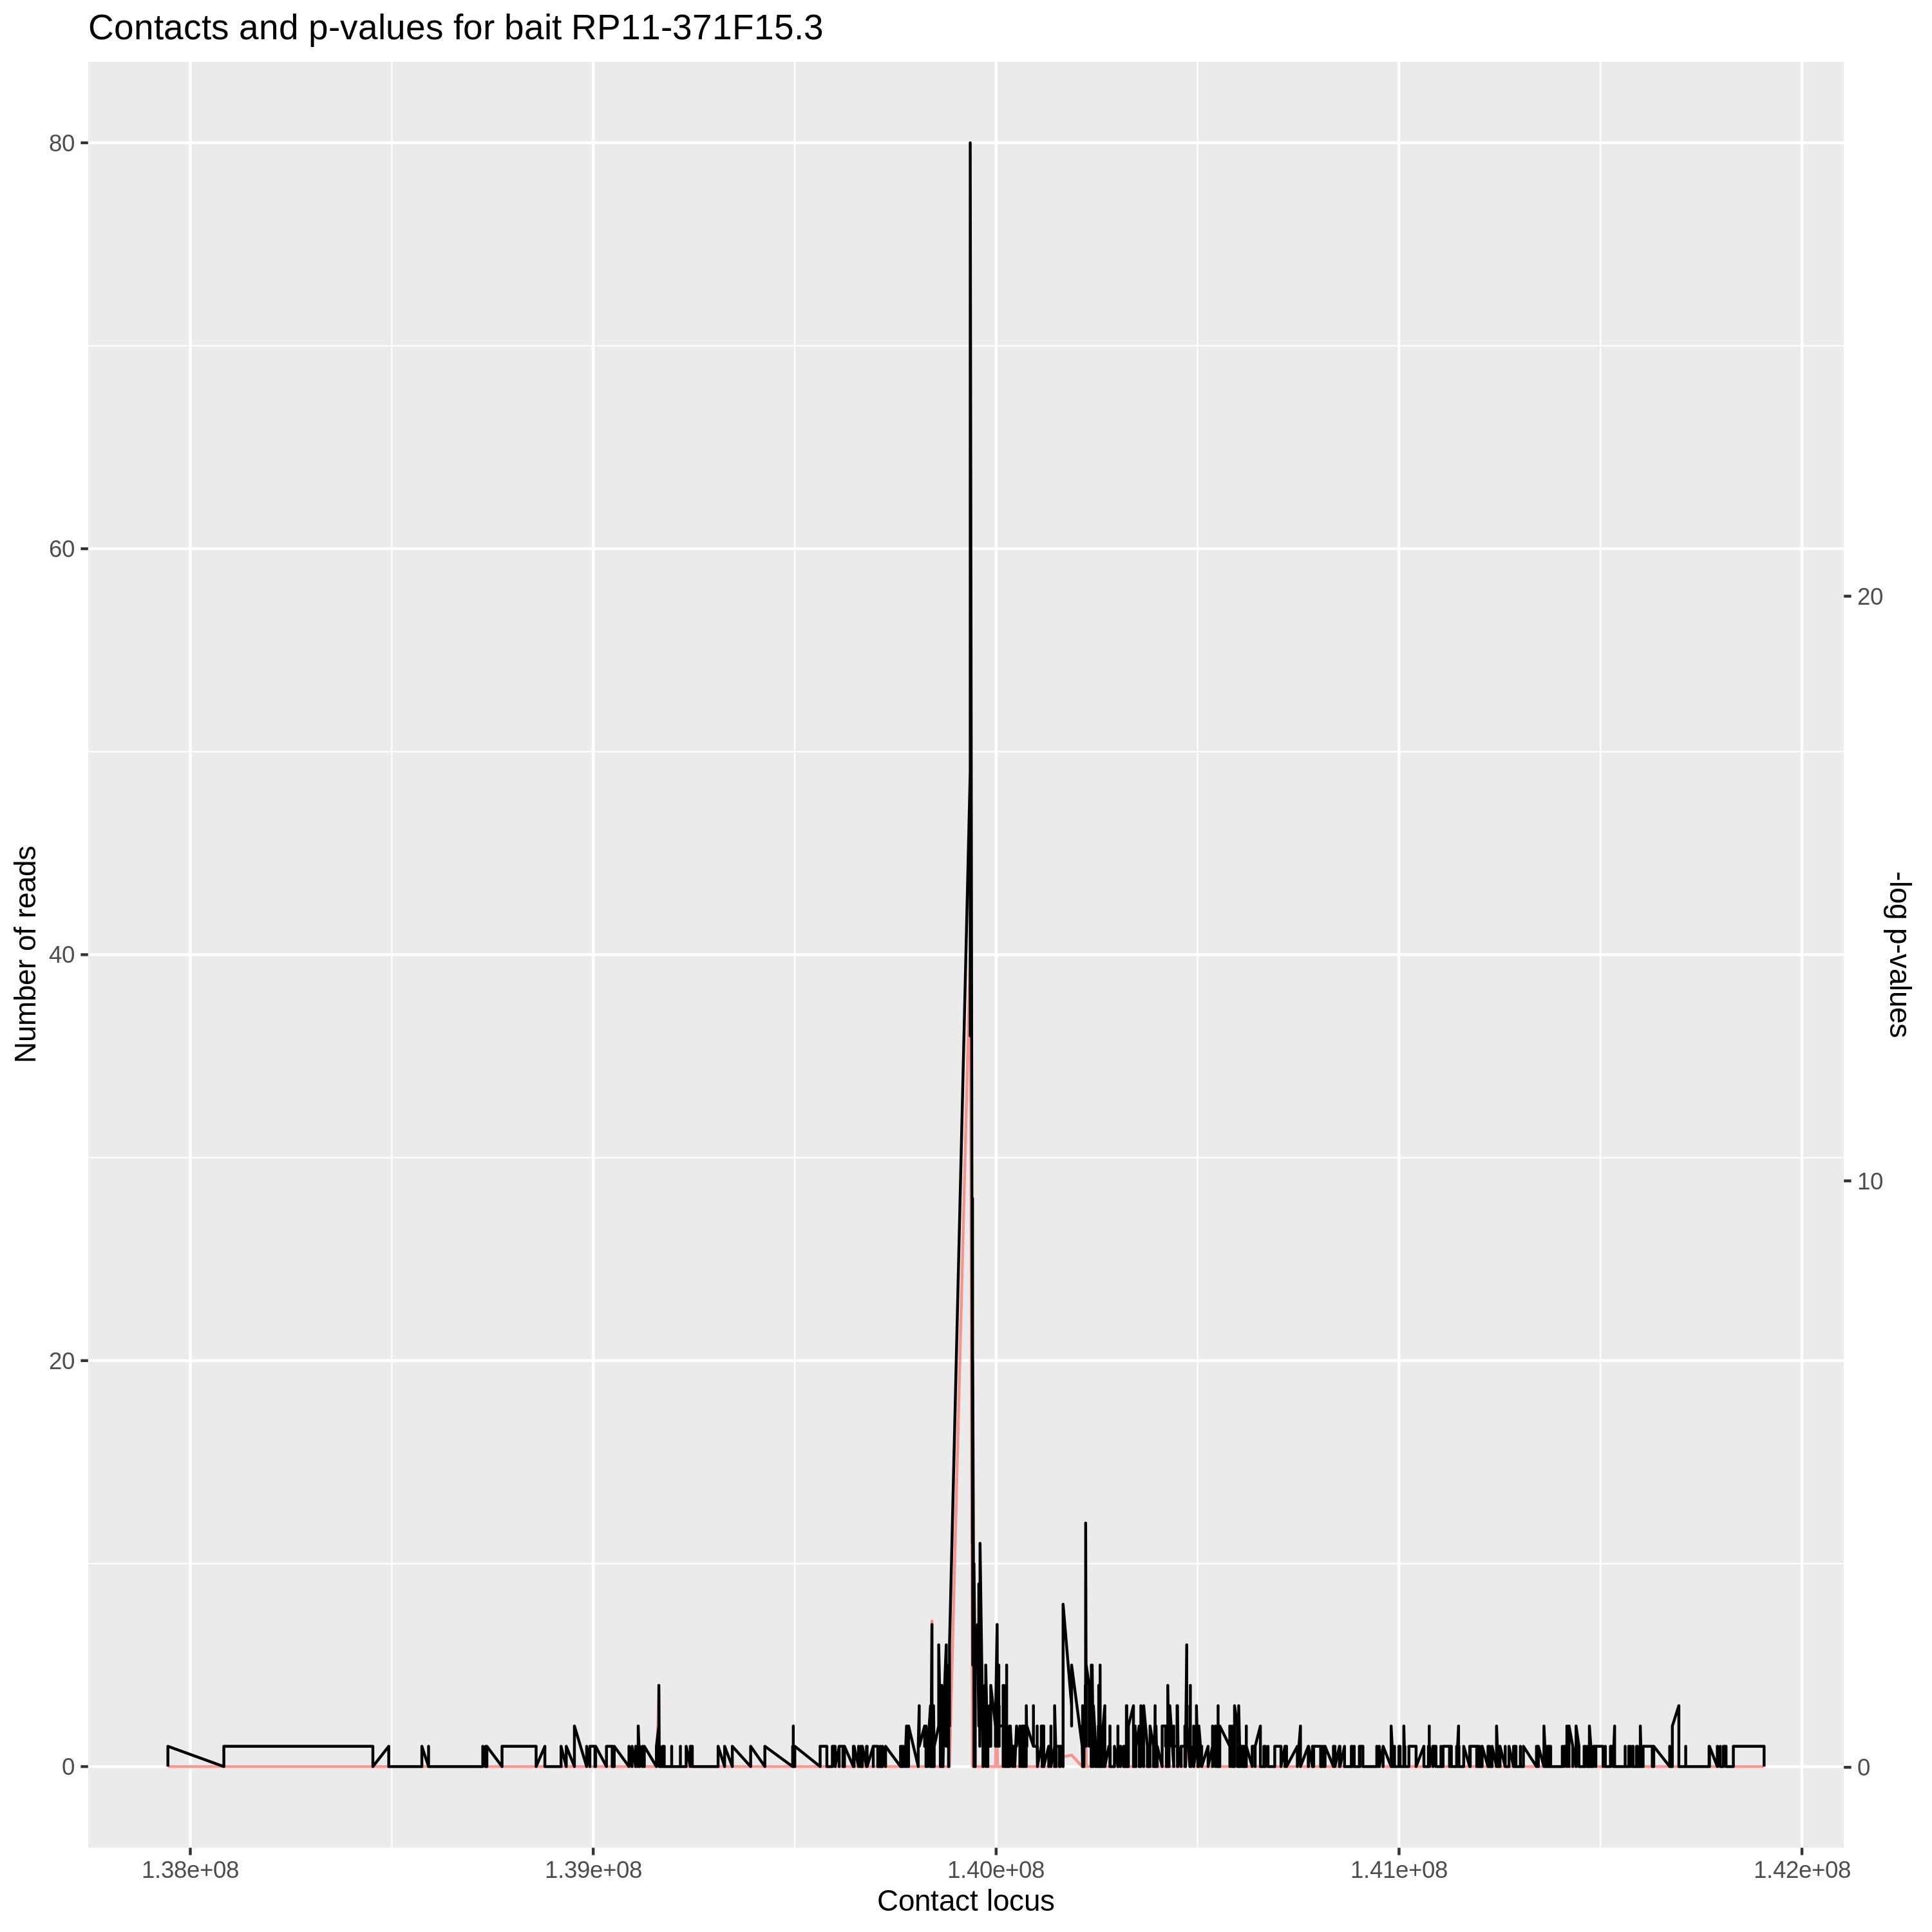 Contacts and p-values for bait RP11-371F15.3
80
60
40
20
0
Number of reads
20
10
0
-log p-values
1.38e+08
1.39e+08
1.40e+08
1.41e+08
1.42e+08
Contact locus